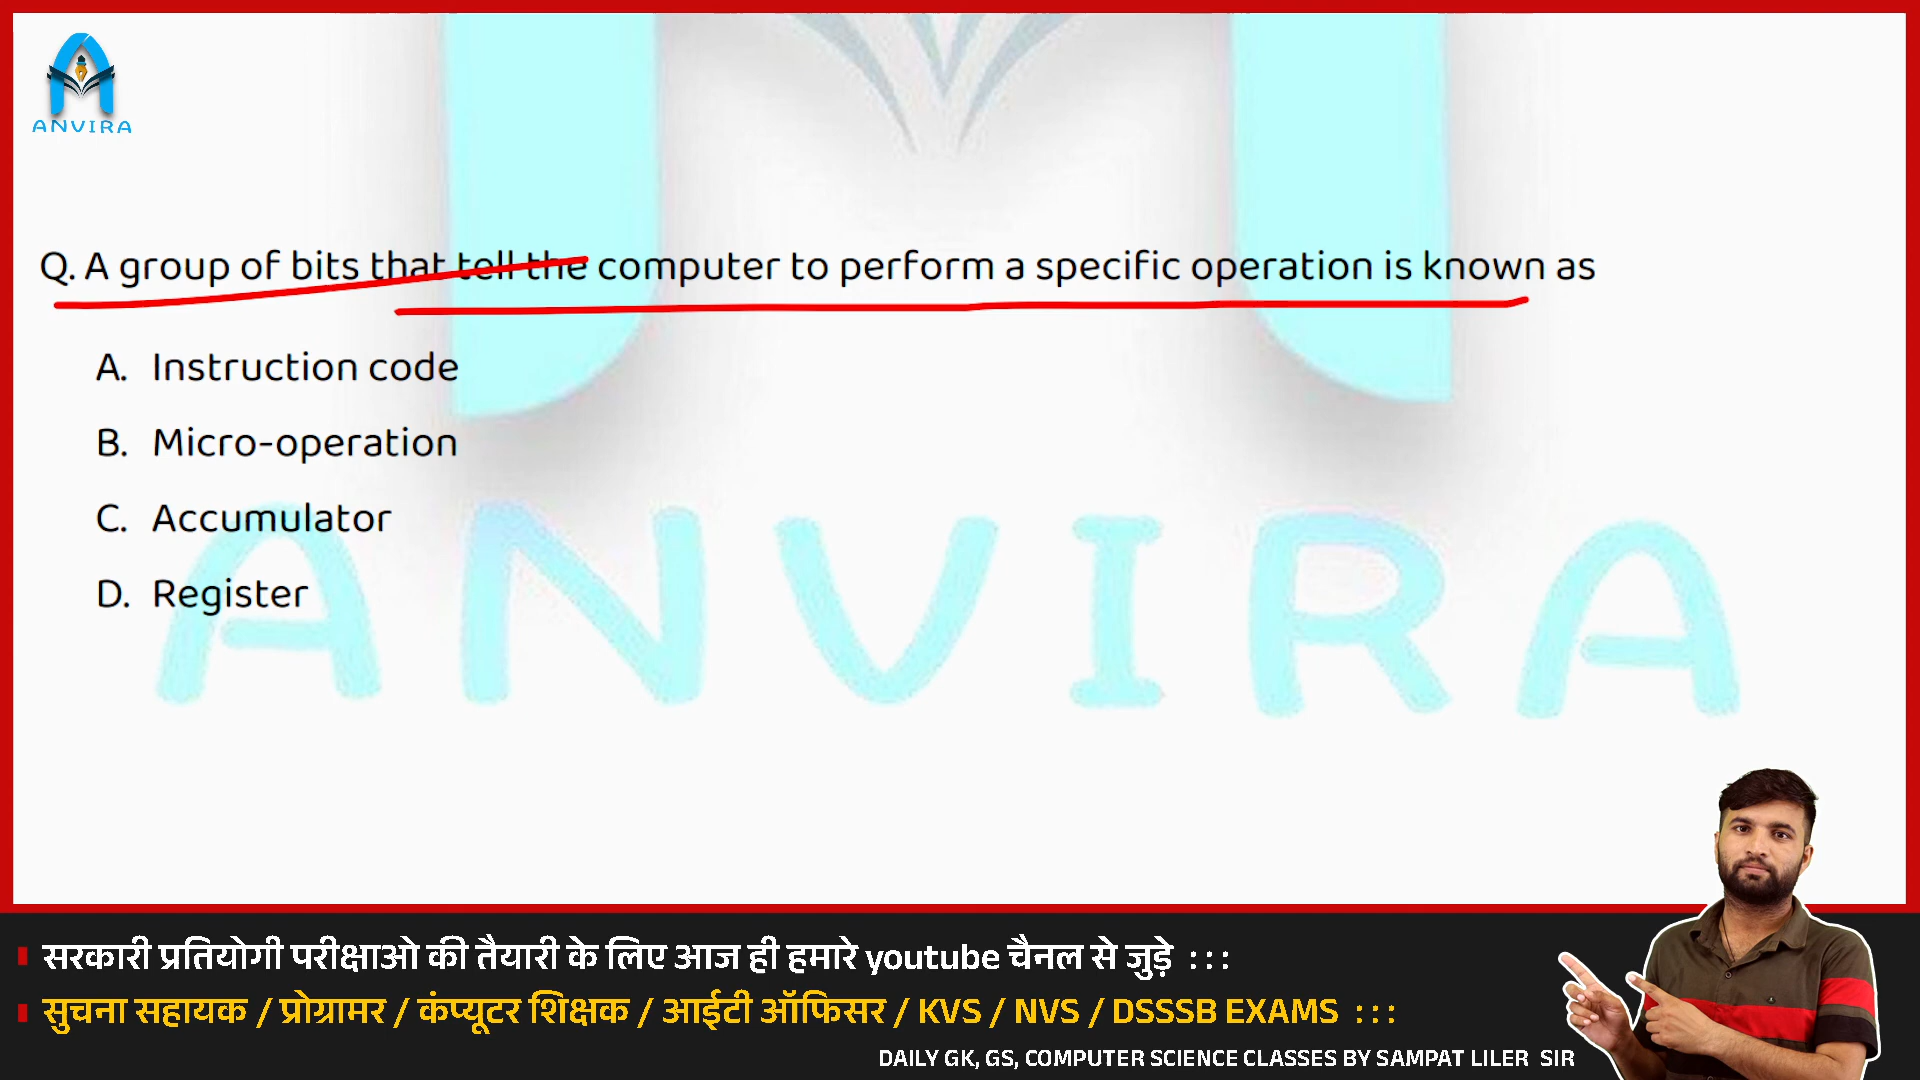 ANVIRA
Q. A group of bits that tell the computer to perform a specific operation is known as
A. Instruction code
B. Micro-operation
C. Accumulator
D. Register
ANVIRA
सरकारी प्रतियोगी परीक्षाओ की तैयारी के लिए आज ही हमारे youtube चैनल से जुड़े :::
सुचना सहायक / प्रोग्रामर / कंप्यूटर शिक्षक / आईटी ऑफिसर / KVS / NVS / DSSSB EXAMS :::
DAILY GK, GS, COMPUTER SCIENCE CLASSES BY SAMPAT LILER SIR